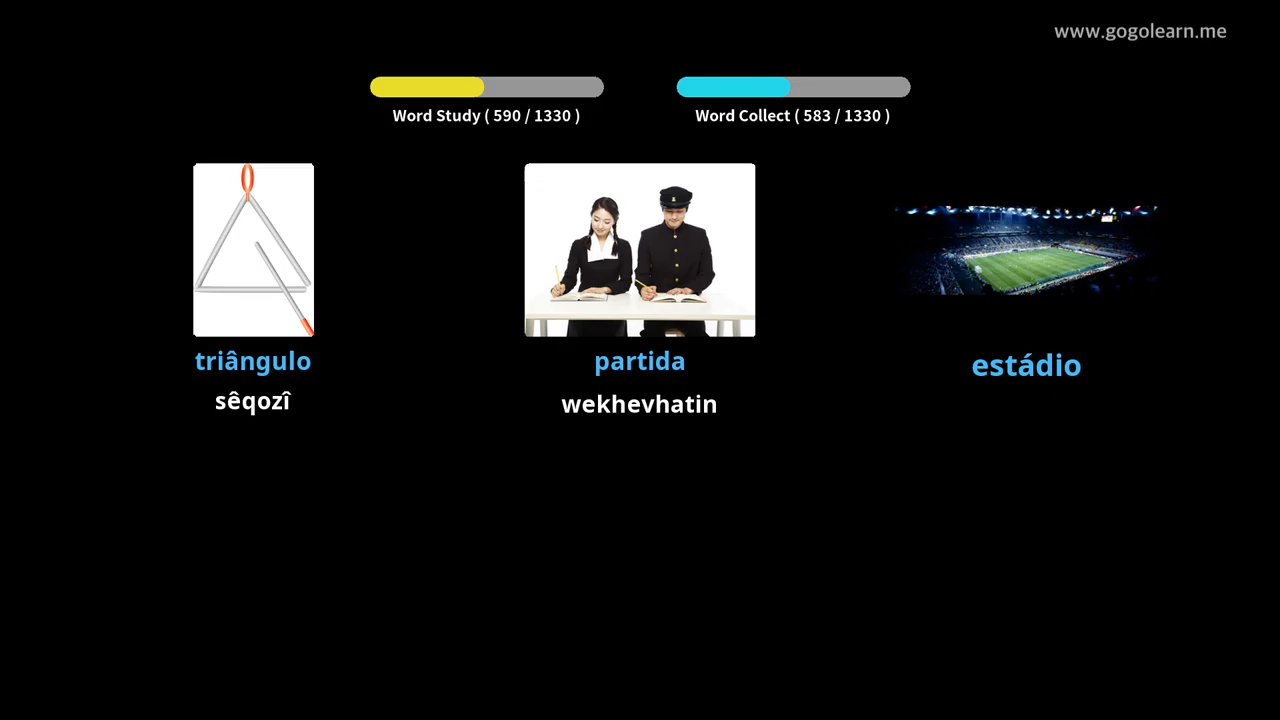 www.gogolearn.me
Word Study ( 590 / 1330 )
Word Collect ( 583 / 1330 )
triângulo
sêqozî
partida
wekhevhatin
estádio